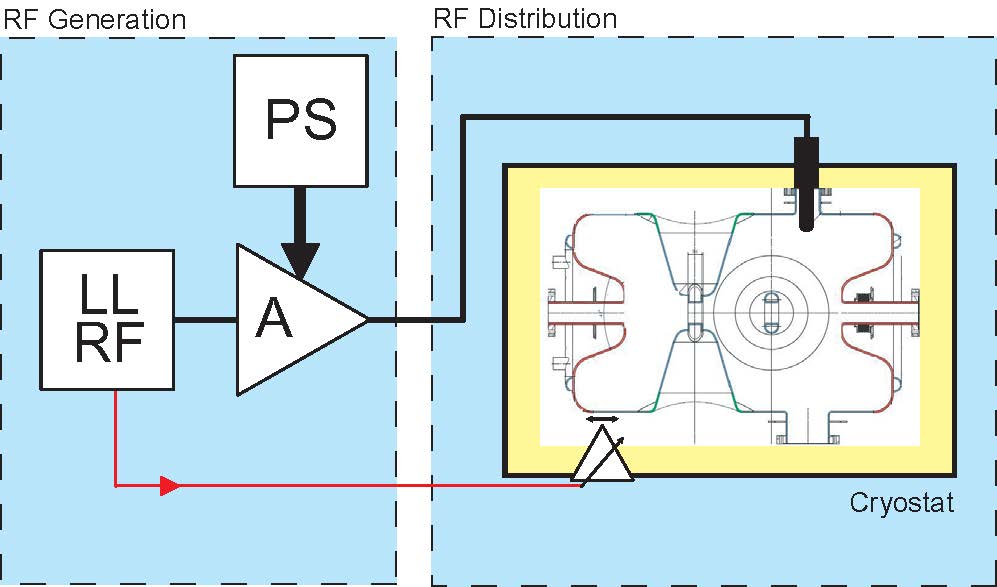 RF Generation
RF Distribution
PS
LL
RF
A
Cryostat